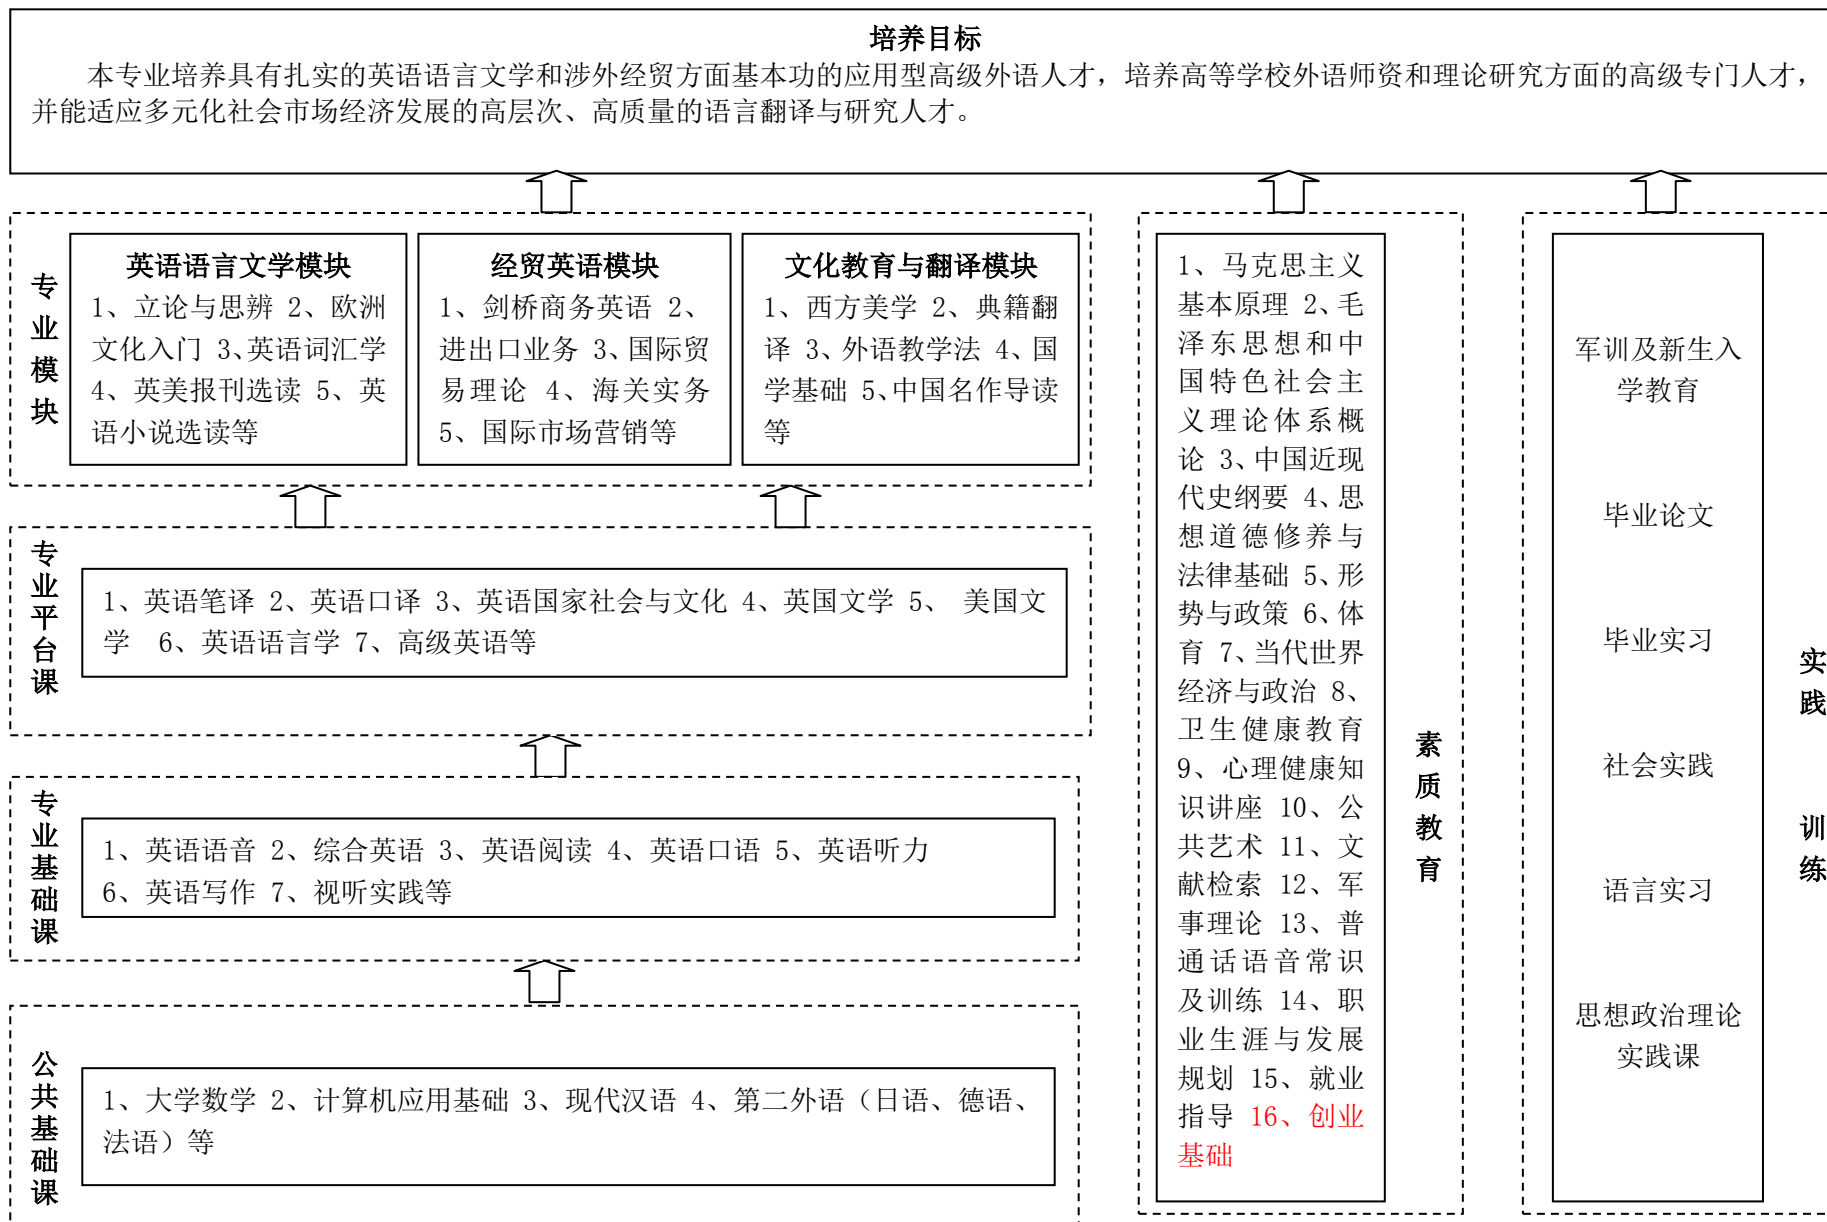 培养目标
本专业培养具有扎实的英语语言文学和涉外经贸方面基本功的应用型高级外语人才，培养高等学校外语师资和理论研究方面的高级专门人才，
并能适应多元化社会市场经济发展的高层次、高质量的语言翻译与研究人才。
专业模块
英语语言文学模块
1、立论与思辨 2、欧洲
文化入门 3、英语词汇学
4、英美报刊选读 5、英
语小说选读等
经贸英语模块
1、剑桥商务英语 2、
进出口业务 3、国际贸
易理论 4、海关实务
5、国际市场营销等
文化教育与翻译模块
1、西方美学 2、典籍翻
译 3、外语教学法 4、国
学基础 5、中国名作导读
等
专业平台课
1、英语笔译 2、英语口译 3、英语国家社会与文化 4、英国文学 5、 美国文
学 6、英语语言学 7、高级英语等
专业基础课
1、英语语音 2、综合英语 3、英语阅读 4、英语口语 5、英语听力
6、英语写作 7、视听实践等
公共基础课
1、大学数学 2、计算机应用基础 3、现代汉语 4、第二外语（日语、德语、
法语）等
1、马克思主义
基本原理 2、毛
泽东思想和中
国特色社会主
义理论体系概
论 3、中国近现
代史纲要 4、思
想道德修养与
法律基础 5、形
势与政策 6、体
育 7、当代世界
经济与政治 8、
卫生健康教育
9、心理健康知
识讲座 10、公
共艺术 11、文
献检索 12、军
事理论 13、普
通话语音常识
及训练 14、职
业生涯与发展
规划 15、就业
指导 16、创业
基础
素质教育
军训及新生入
学教育
毕业论文
毕业实习
社会实践
语言实习
思想政治理论
实践课
实践训练